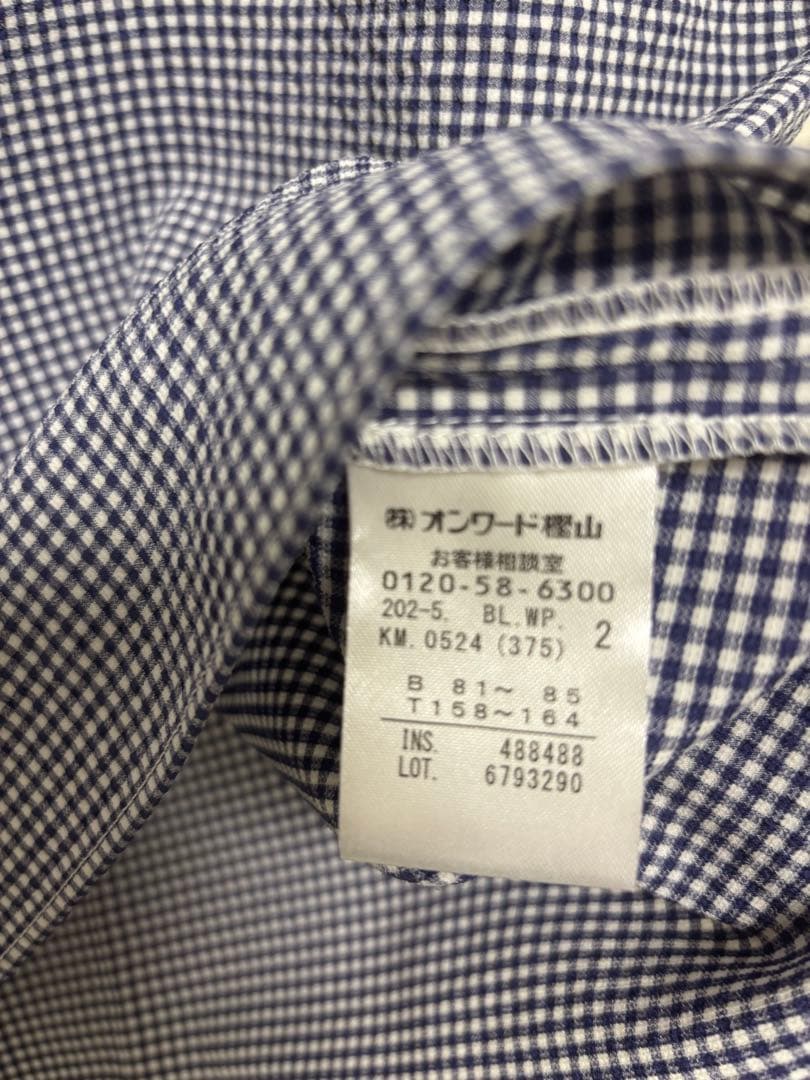 ㈱オンワード樫山
お客様相談室
0120-58-6300
202-5. BL.WP. 2
KM. 0524 (375)
B 81～ 85
T158～164
INS. 488488
LOT. 6793290